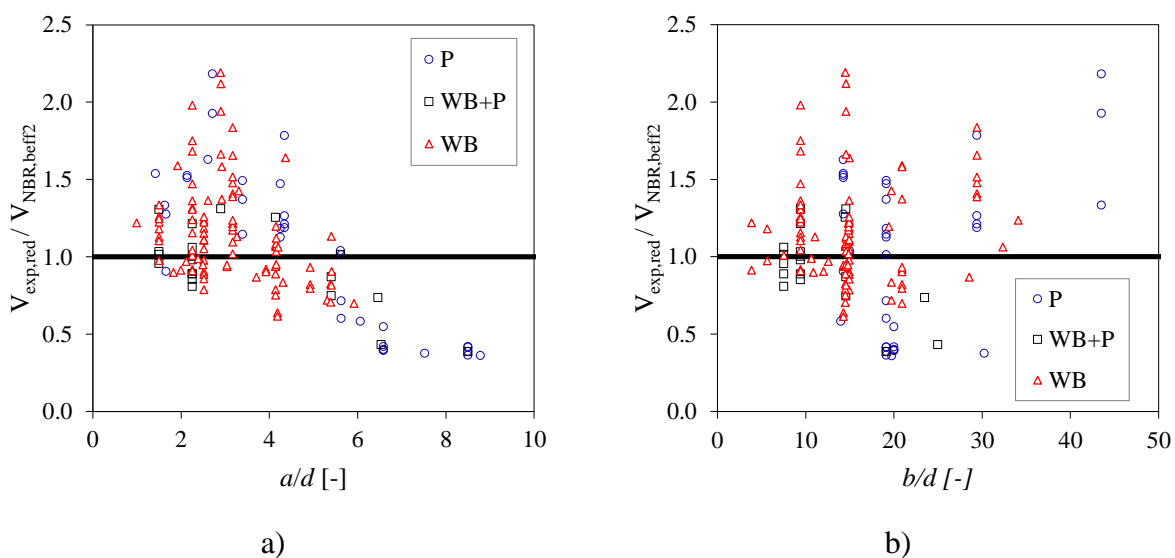 2.5
2.0
1.5
1.0
0.5
0.0
V_exp,red / V_NBR,beff2
0 2 4 6 8 10
a/d [-]
P
WB+P
WB
a)
2.5
2.0
1.5
1.0
0.5
0.0
V_exp,red / V_NBR,beff2
0 10 20 30 40 50
b/d [-]
P
WB+P
WB
b)